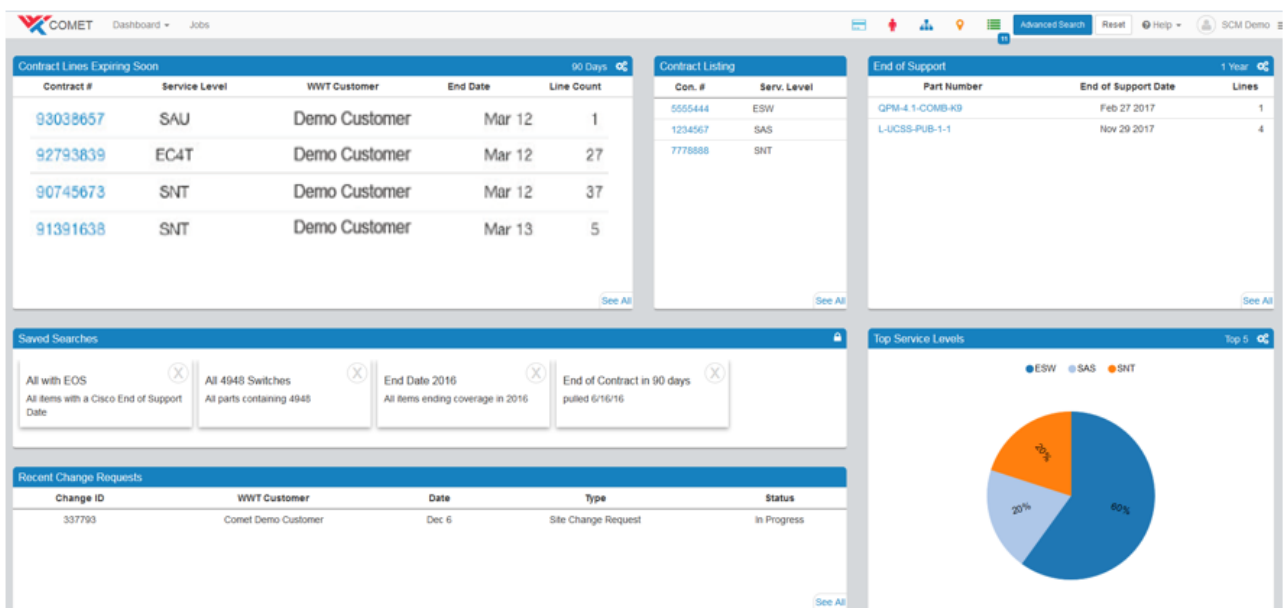 COMET Dashboard Jobs Advanced Search Reset Help SCM Demo
11
Contract Lines Expiring Soon 90 Days
Contract # Service Level WWT Customer End Date Line Count
93038657 SAU Demo Customer Mar 12 1
92793839 EC4T Demo Customer Mar 12 27
90745673 SNT Demo Customer Mar 12 37
91391638 SNT Demo Customer Mar 13 5
See All
Contract Listing
Con. # Serv. Level
5555444 ESW
1234567 SAS
7778888 SNT
See All
End of Support 1 Year
Part Number End of Support Date Lines
QPM-4.1-COMB-K9 Feb 27 2017 1
L-UCSS-PUB-1-1 Nov 29 2017 4
See All
Saved Searches
All with EOS X
All items with a Cisco End of Support
Date
All 4948 Switches X
All parts containing 4948
End Date 2016 X
All items ending coverage in 2016
End of Contract in 90 days X
pulled 6/16/16
Top Service Levels Top 5
ESW SAS SNT
20%
20%
60%
Recent Change Requests
Change ID WWT Customer Date Type Status
337793 Comet Demo Customer Dec 6 Site Change Request In Progress
See All